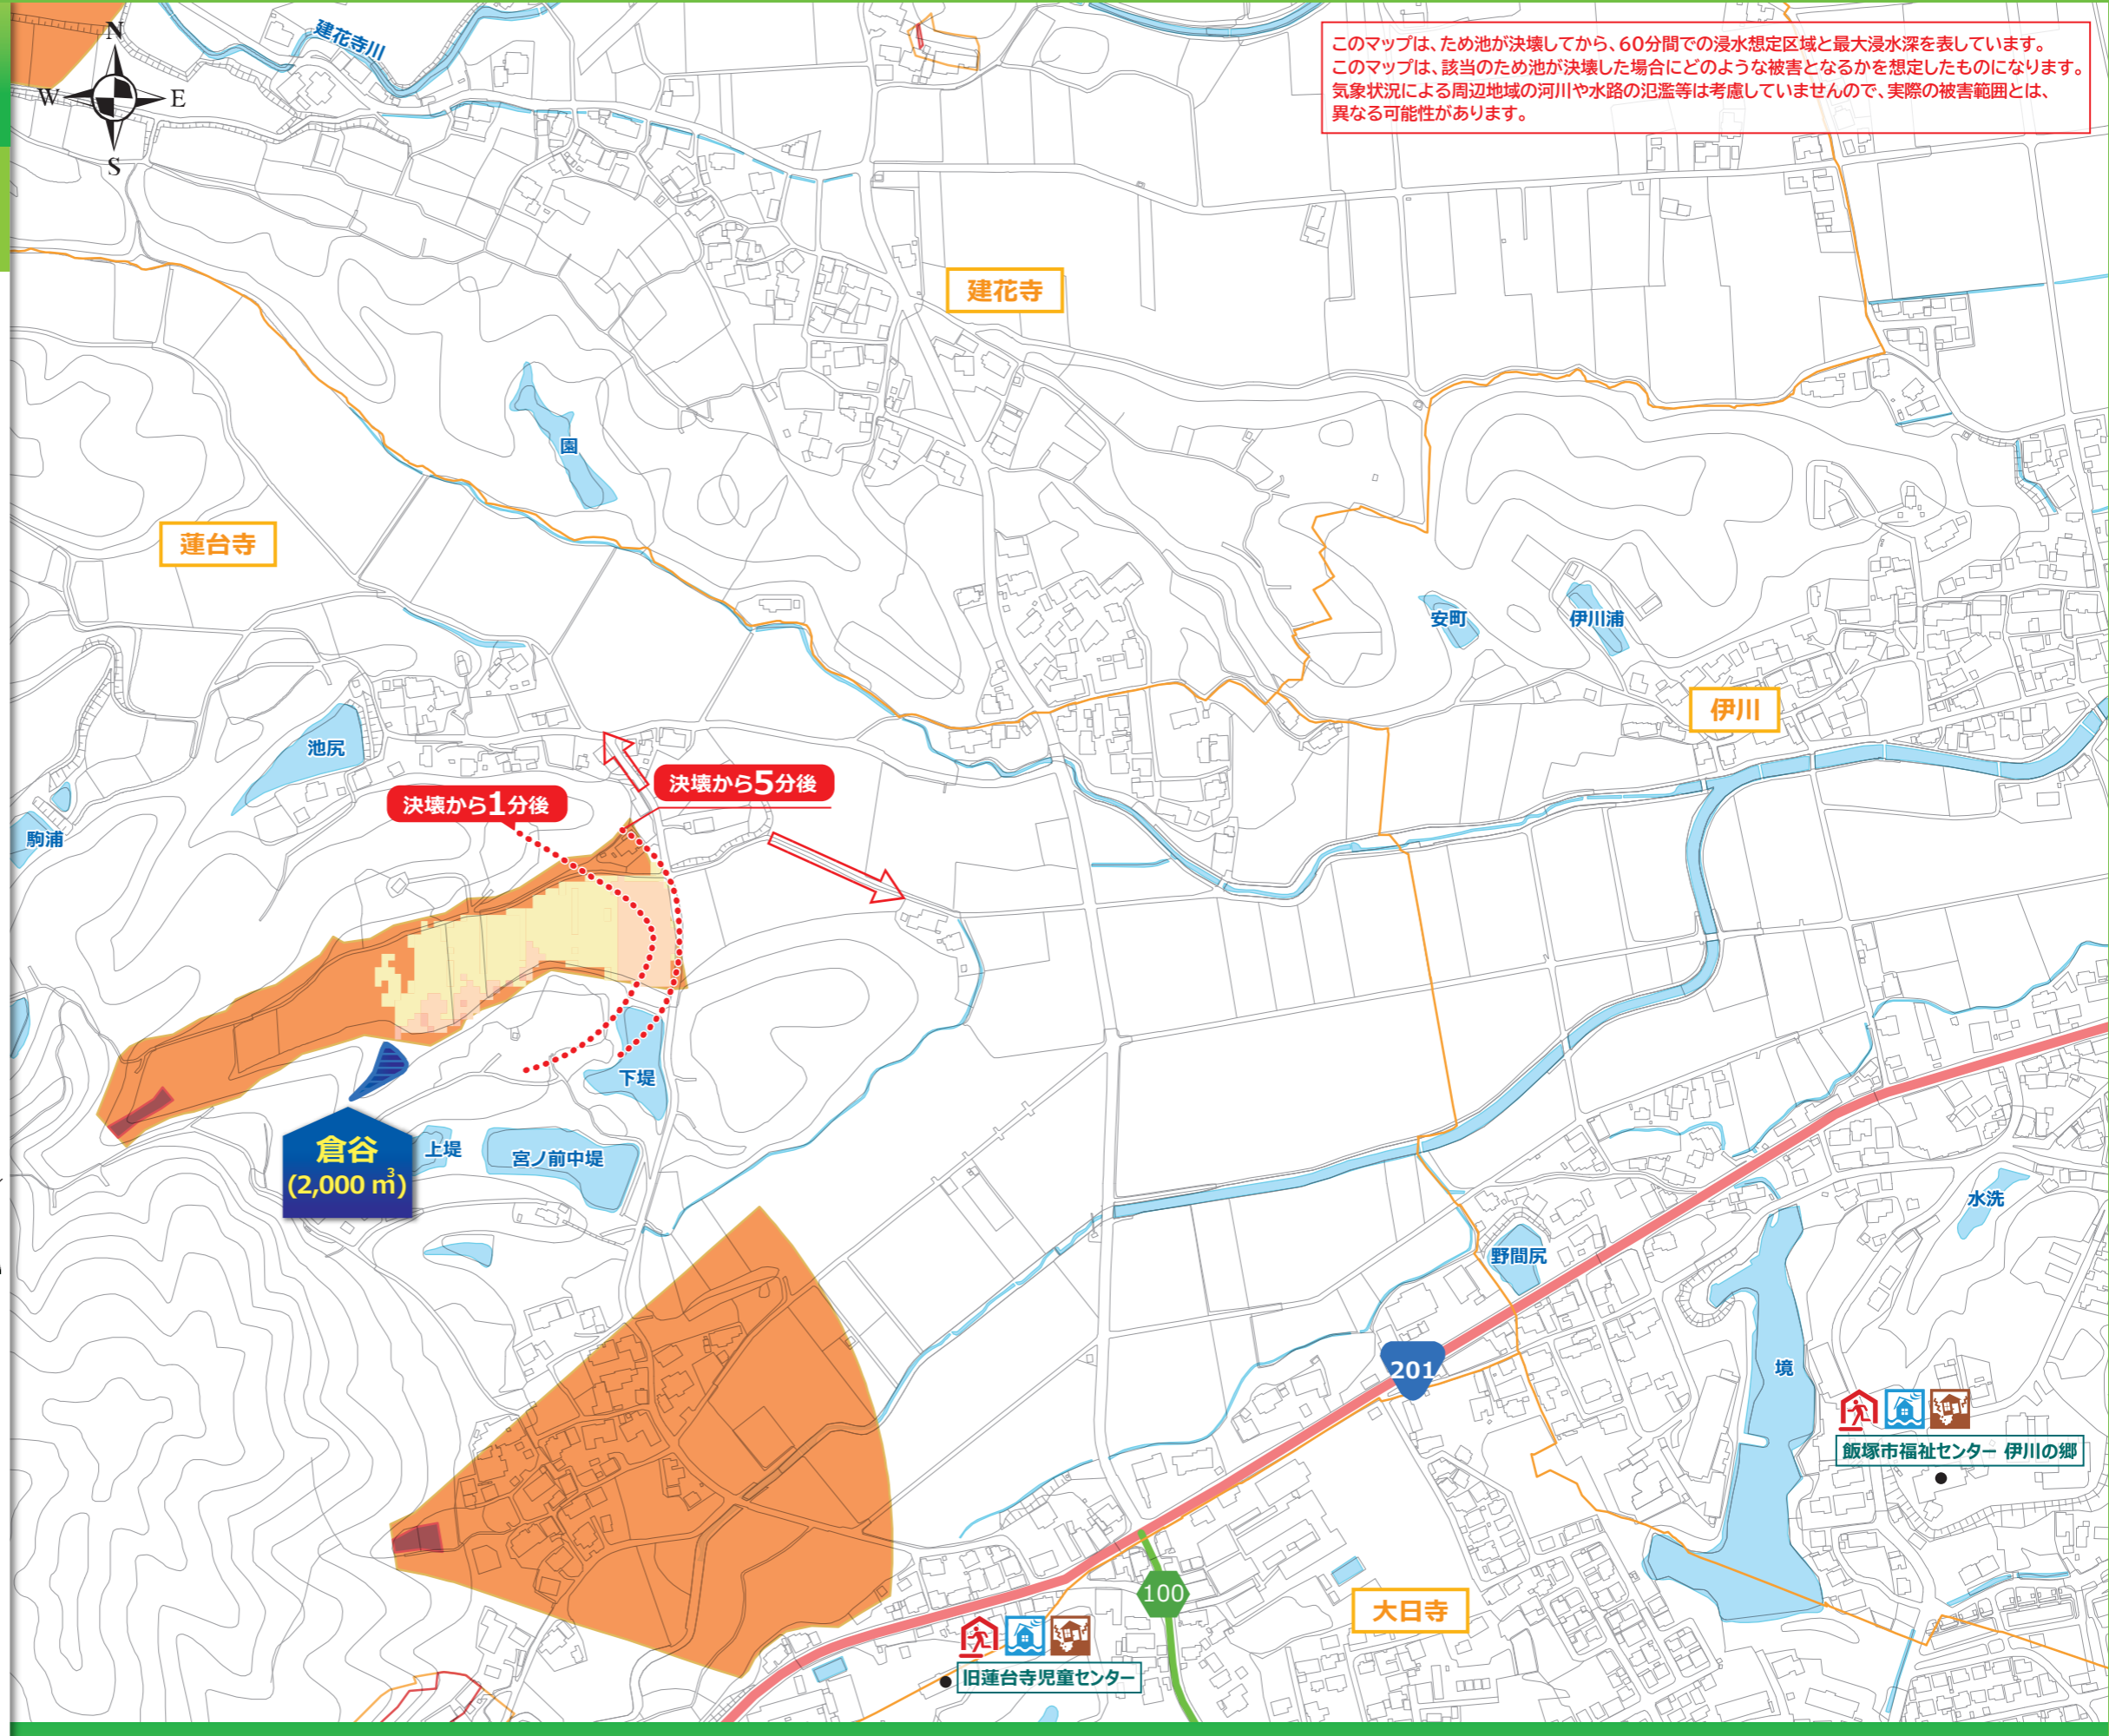 このマップは、ため池が決壊してから、60分間での浸水想定区域と最大浸水深を表しています。
このマップは、該当のため池が決壊した場合にどのような被害となるかを想定したものになります。
気象状況による周辺地域の河川や水路の氾濫等は考慮していませんので、実際の被害範囲とは、
異なる可能性があります。
N
W
E
S
建花寺川
建花寺
園
蓮台寺
安町
伊川浦
伊川
池尻
決壊から5分後
決壊から1分後
駒浦
下堤
倉谷
(2,000 ㎥)
上堤
宮ノ前中堤
水洗
野間尻
201
境
飯塚市福祉センター 伊川の郷
100
大日寺
旧蓮台寺児童センター